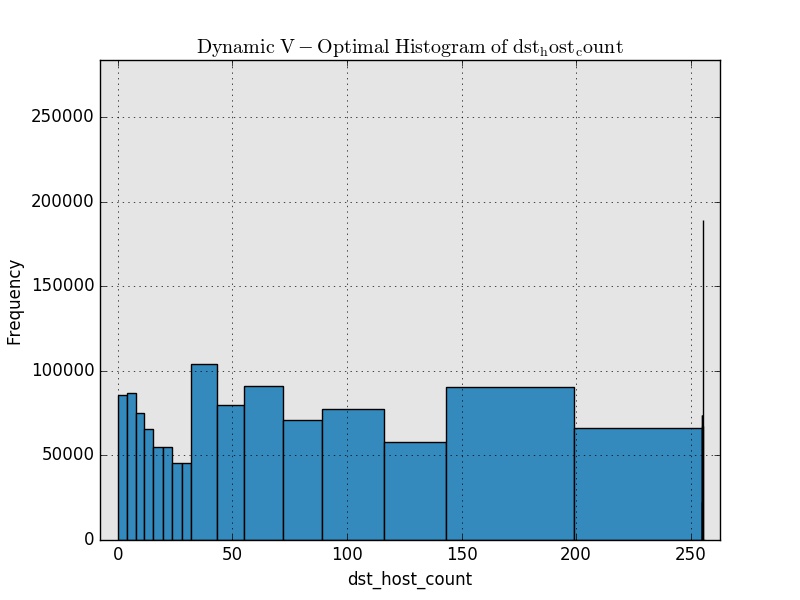 Dynamic V − Optimal Histogram of dst_host_count
250000
200000
150000
100000
50000
0
Frequency
0 50 100 150 200 250
dst_host_count